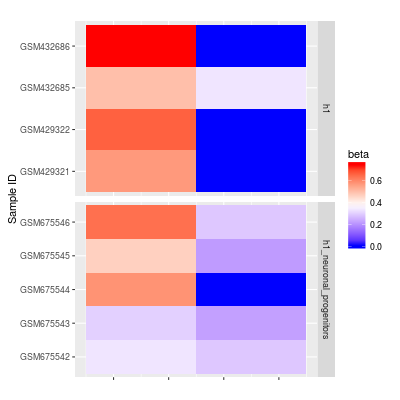 GSM432686
GSM432685
GSM429322
GSM429321
h1
GSM675546
GSM675545
GSM675544
GSM675543
GSM675542
h1_neuronal_progenitors
Sample ID
beta
0.6
0.4
0.2
0.0